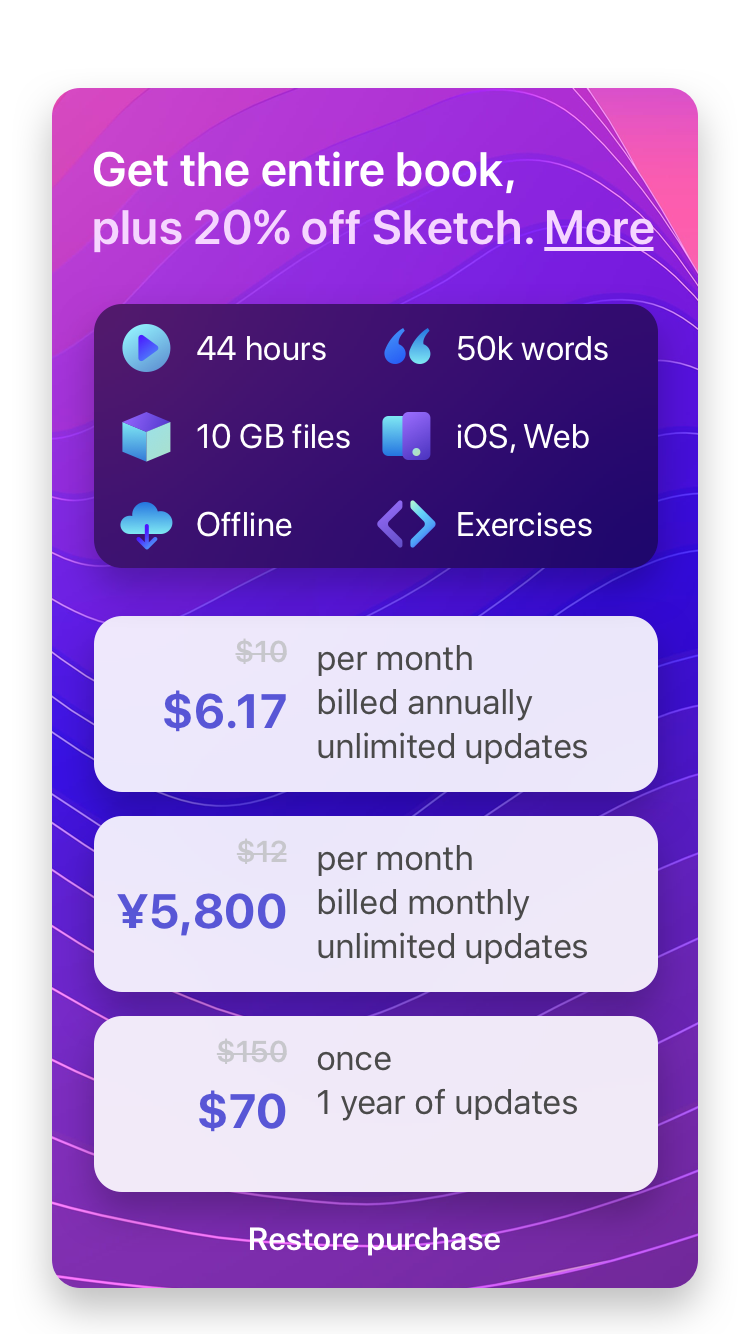 Get the entire book,
plus 20% off Sketch. More
44 hours
50k words
10 GB files
iOS, Web
Offline
Exercises
$10
$6.17
per month
billed annually
unlimited updates
$12
¥5,800
per month
billed monthly
unlimited updates
$150
$70
once
1 year of updates
Restore purchase